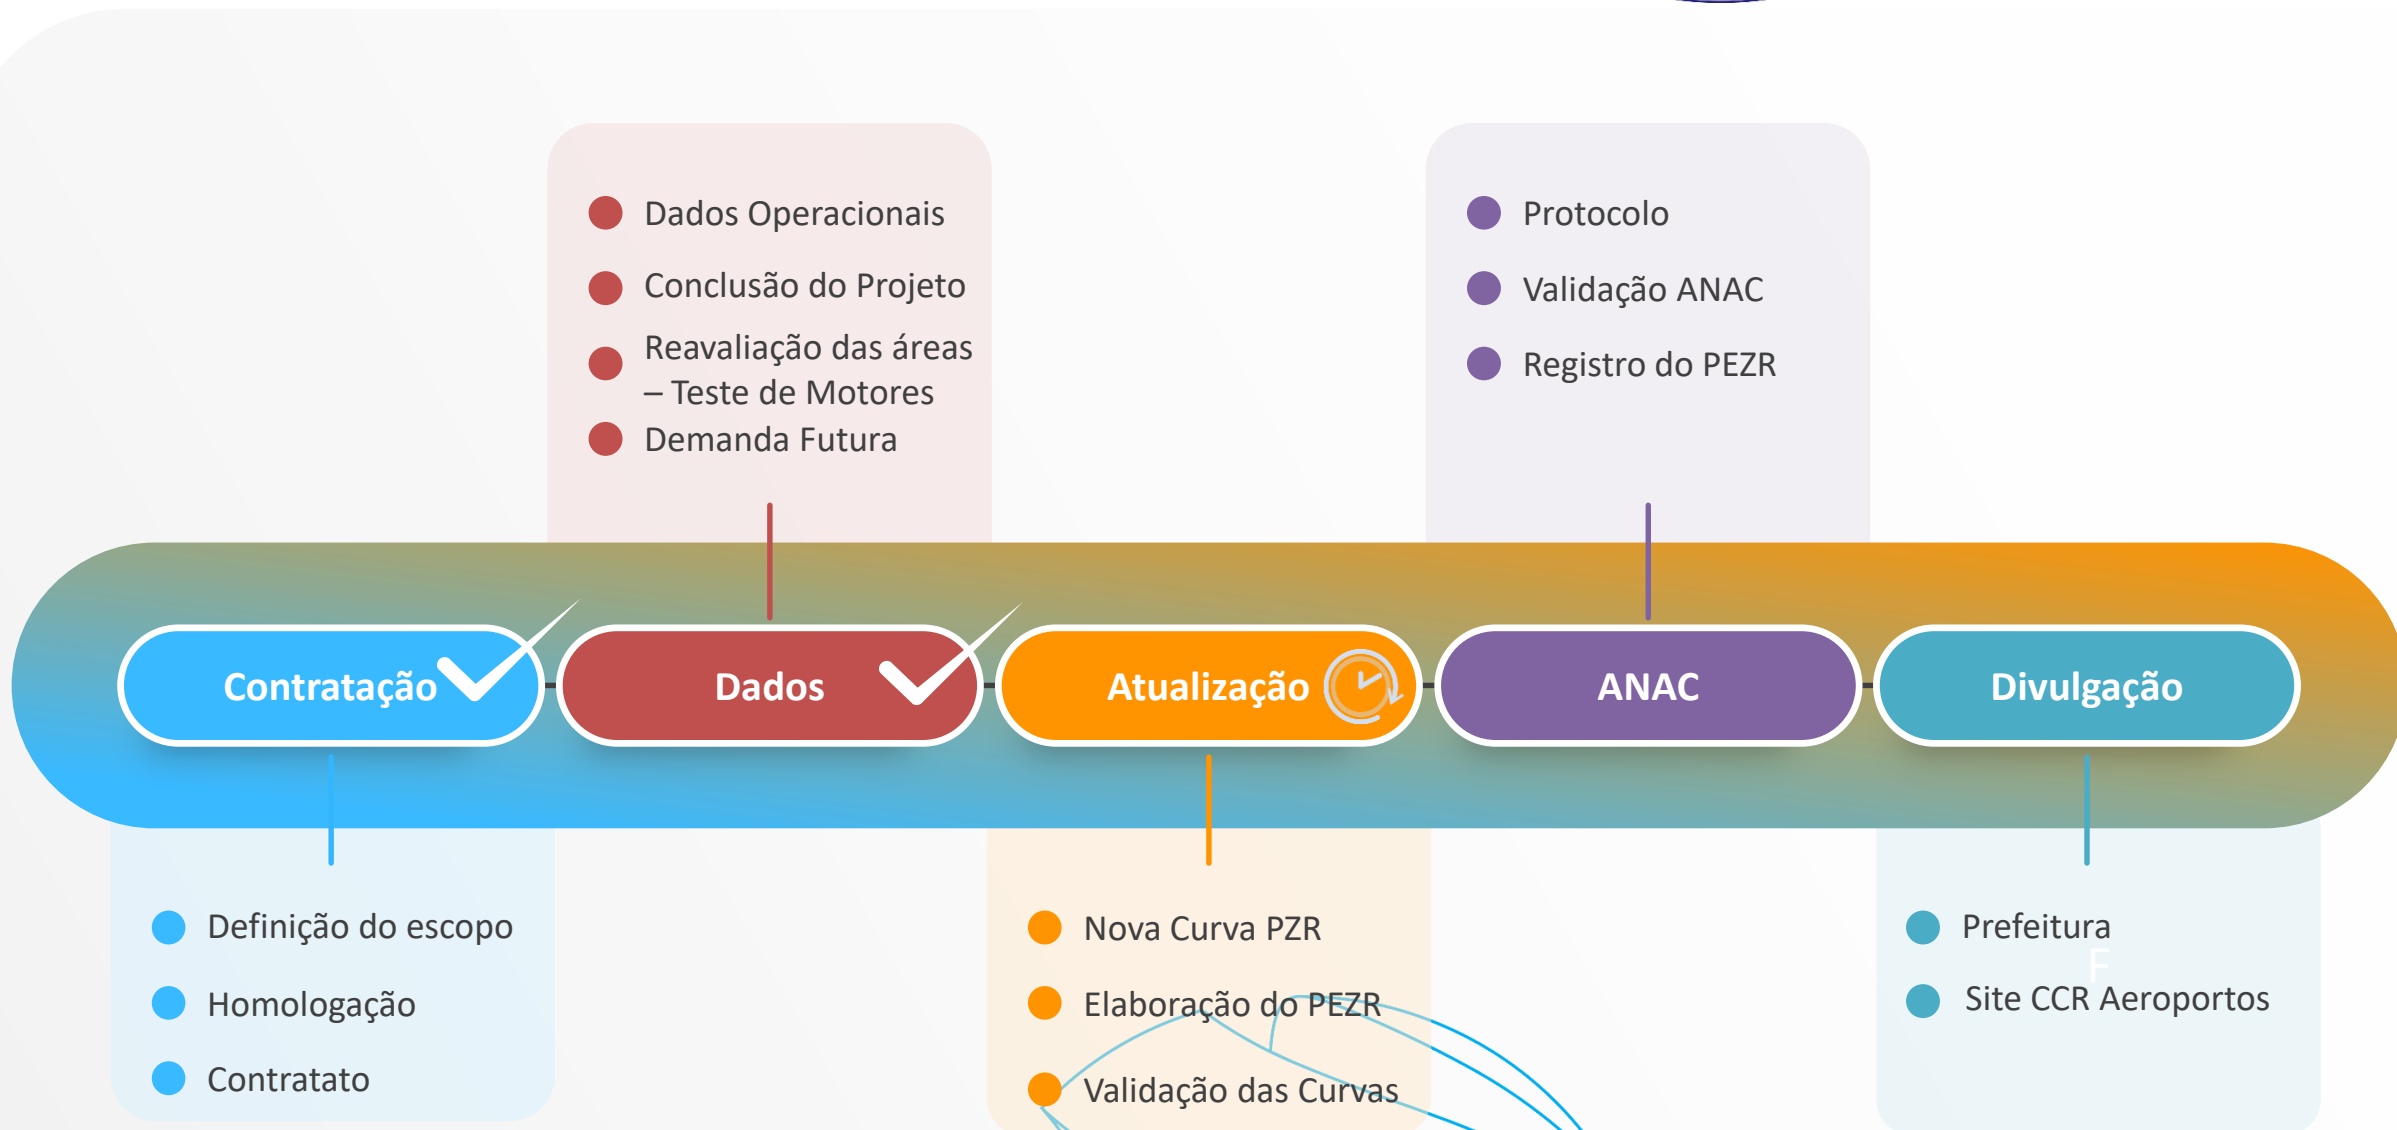 Dados Operacionais
Conclusão do Projeto
Reavaliação das áreas
– Teste de Motores
Demanda Futura
Protocolo
Validação ANAC
Registro do PEZR
Contratação
Dados
Atualização
ANAC
Divulgação
Definição do escopo
Homologação
Contratato
Nova Curva PZR
Elaboração do PEZR
Validação das Curvas
Prefeitura
F
Site CCR Aeroportos